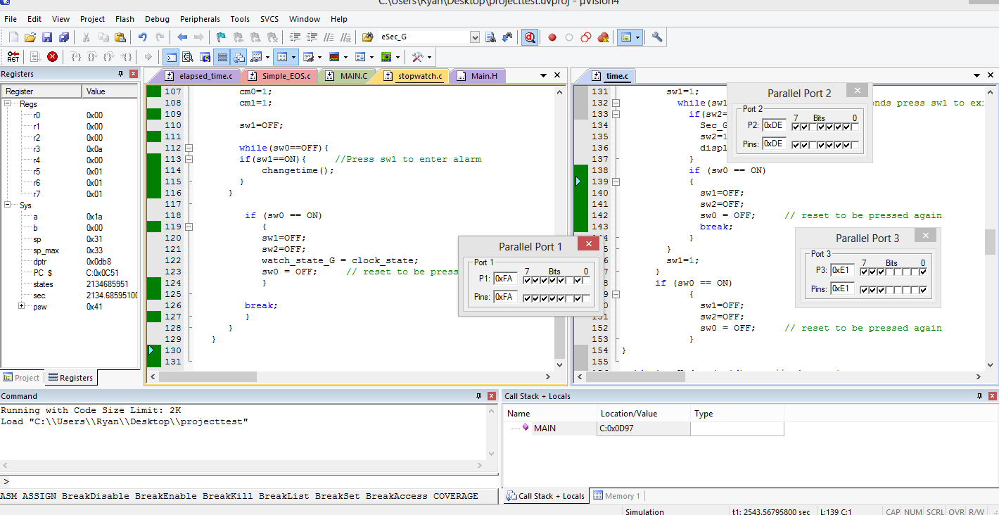 C:\Users\Ryan\Desktop\projecttest.uvproj - µVision4
File Edit View Project Flash Debug Peripherals Tools SVCS Window Help
eSec_G
RST
Registers
Register Value
Regs
r0 0x00
r1 0x00
r2 0x00
r3 0x0a
r4 0x00
r5 0x01
r6 0x01
r7 0x01
Sys
a 0x1a
b 0x00
sp 0x31
sp_max 0x33
dptr 0x0db8
PC $ C:0x0C51
states 2134685951
sec 2134.68595100
psw 0x41
Project Registers
elapsed_time.c Simple_EOS.c MAIN.C stopwatch.c Main.H
107 cm0=1;
108 cm1=1;
109
110 sw1=OFF;
111
112 while(sw0==OFF){
113 if(sw1==ON){ //Press sw1 to enter alarm
114 changetime();
115 }
116 }
117
118 if (sw0 == ON)
119 {
120 sw1=OFF;
121 sw2=OFF;
122 watch_state_G = clock_state;
123 sw0 = OFF; // reset to be press
124 }
125
126 break;
127 }
128 }
129 }
130
131
time.c
131 sw1=1;
132 while(sw1 onds press sw1 to exi
133 if(sw2=
134 Sec_G
135 sw2=1
136 displ
137 }
138 if (sw0 == ON)
139 {
140 sw1=OFF;
141 sw2=OFF;
142 sw0 = OFF; // reset to be pressed again
143 break;
}
}
sw1=1;
}
if (sw0 == ON)
{
sw1=OFF;
151 sw2=OFF;
152 sw0 = OFF; // reset to be pressed again
153 }
154 }
155
Parallel Port 1
Port 1
7 Bits 0
P1: 0xFA
Pins: 0xFA
Parallel Port 2
Port 2
7 Bits 0
P2: 0xDE
Pins: 0xDE
Parallel Port 3
Port 3
7 Bits 0
P3: 0xE1
Pins: 0xE1
Command
Running with Code Size Limit: 2K
Load "C:\\Users\\Ryan\\Desktop\\projecttest"
>
ASM ASSIGN BreakDisable BreakEnable BreakKill BreakList BreakSet BreakAccess COVERAGE
Call Stack + Locals
Name Location/Value Type
MAIN C:0x0D97
Call Stack + Locals Memory 1
Simulation t1: 2543.56795800 sec L:139 C:1 CAP NUM SCRL OVR R/W